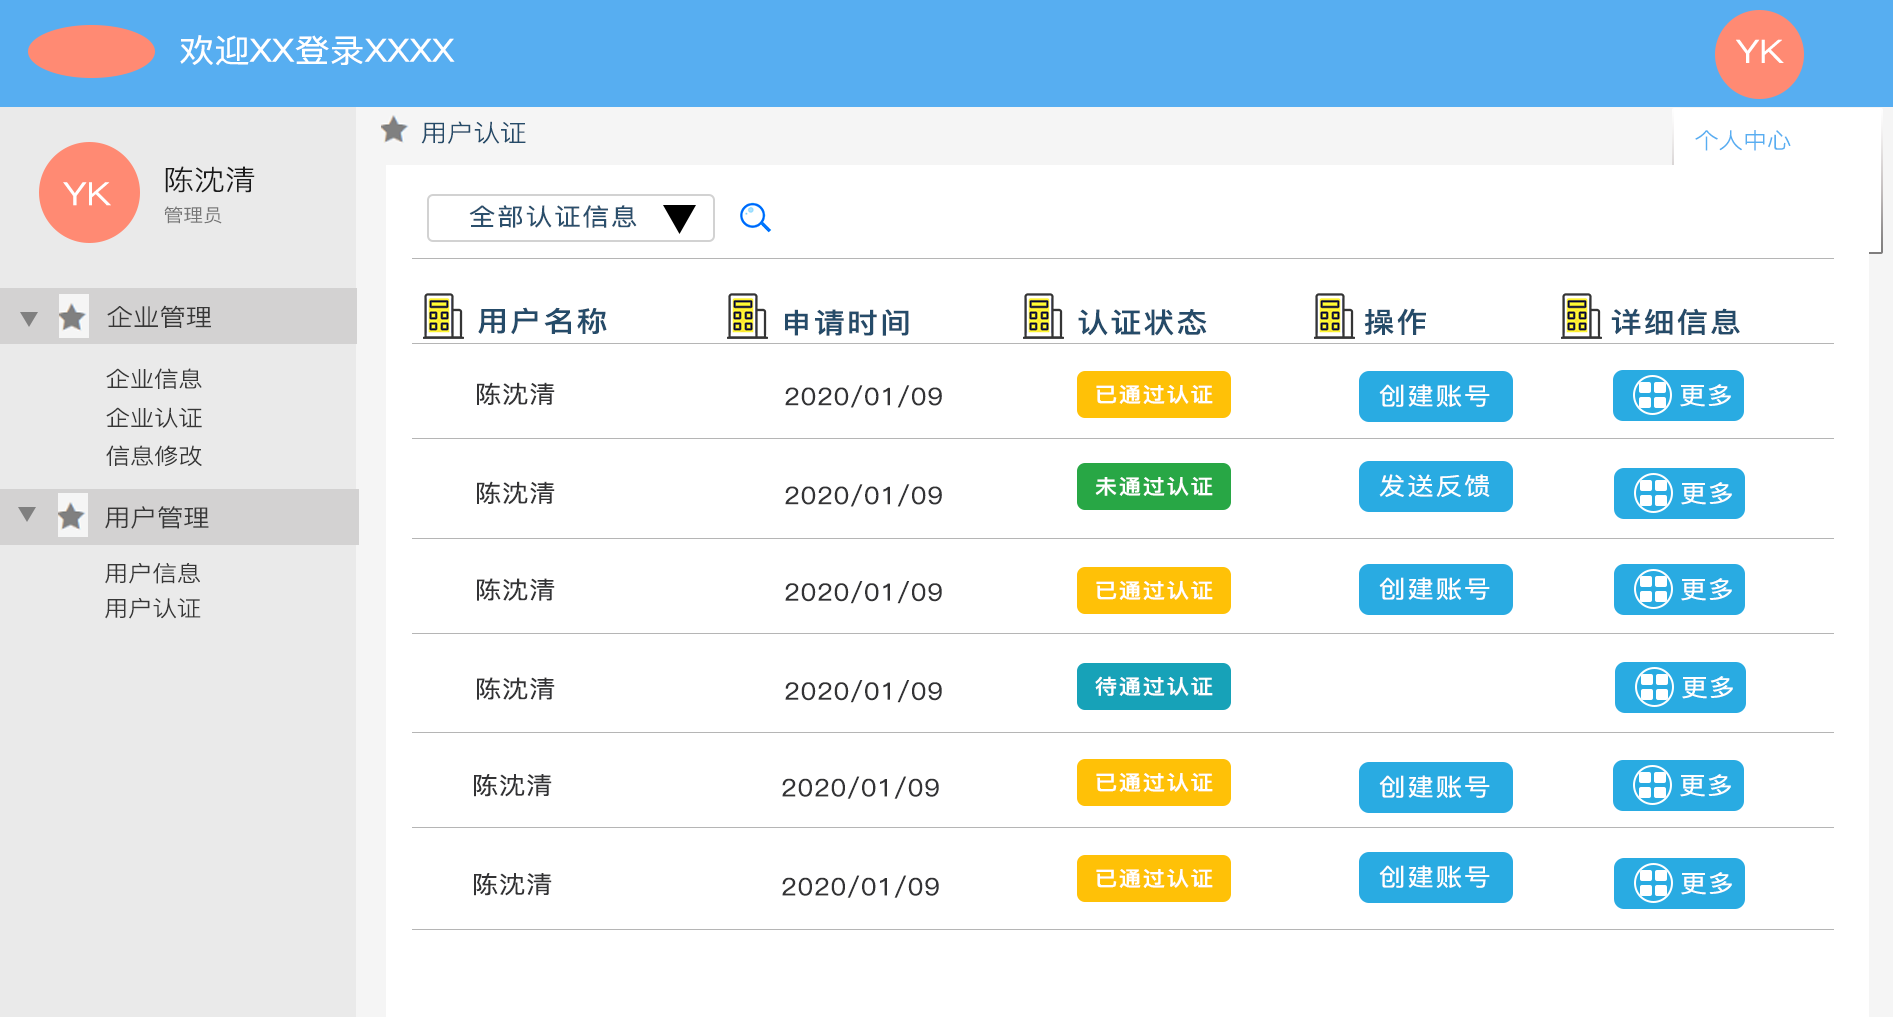 欢迎XX登录XXXX
YK
用户认证
个人中心
YK
陈沈清
管理员
企业管理
企业信息
企业认证
信息修改
用户管理
用户信息
用户认证
全部认证信息
用户名称 申请时间 认证状态 操作 详细信息
陈沈清 2020/01/09 已通过认证 创建账号 更多
陈沈清 2020/01/09 未通过认证 发送反馈 更多
陈沈清 2020/01/09 已通过认证 创建账号 更多
陈沈清 2020/01/09 待通过认证 更多
陈沈清 2020/01/09 已通过认证 创建账号 更多
陈沈清 2020/01/09 已通过认证 创建账号 更多